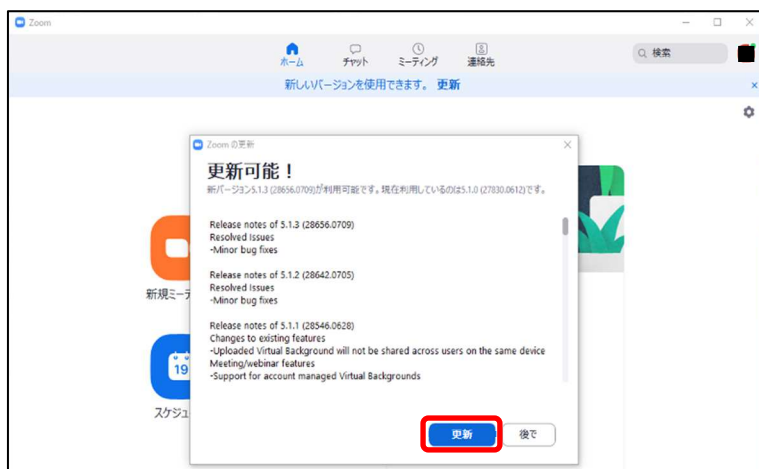 Zoom
ホーム
チャット
ミーティング
連絡先
検索
新しいバージョンを使用できます。 更新
Zoom の更新
更新可能！
新バージョン5.1.3 (28656.0709)が利用可能です。現在利用しているのは5.1.0 (27830.0612)です。
Release notes of 5.1.3 (28656.0709)
Resolved Issues
-Minor bug fixes
Release notes of 5.1.2 (28642.0705)
Resolved Issues
-Minor bug fixes
Release notes of 5.1.1 (28546.0628)
Changes to existing features
-Uploaded Virtual Background will not be shared across users on the same device
Meeting/webinar features
-Support for account managed Virtual Backgrounds
新規ミーテ
19
スケジュ
更新
後で